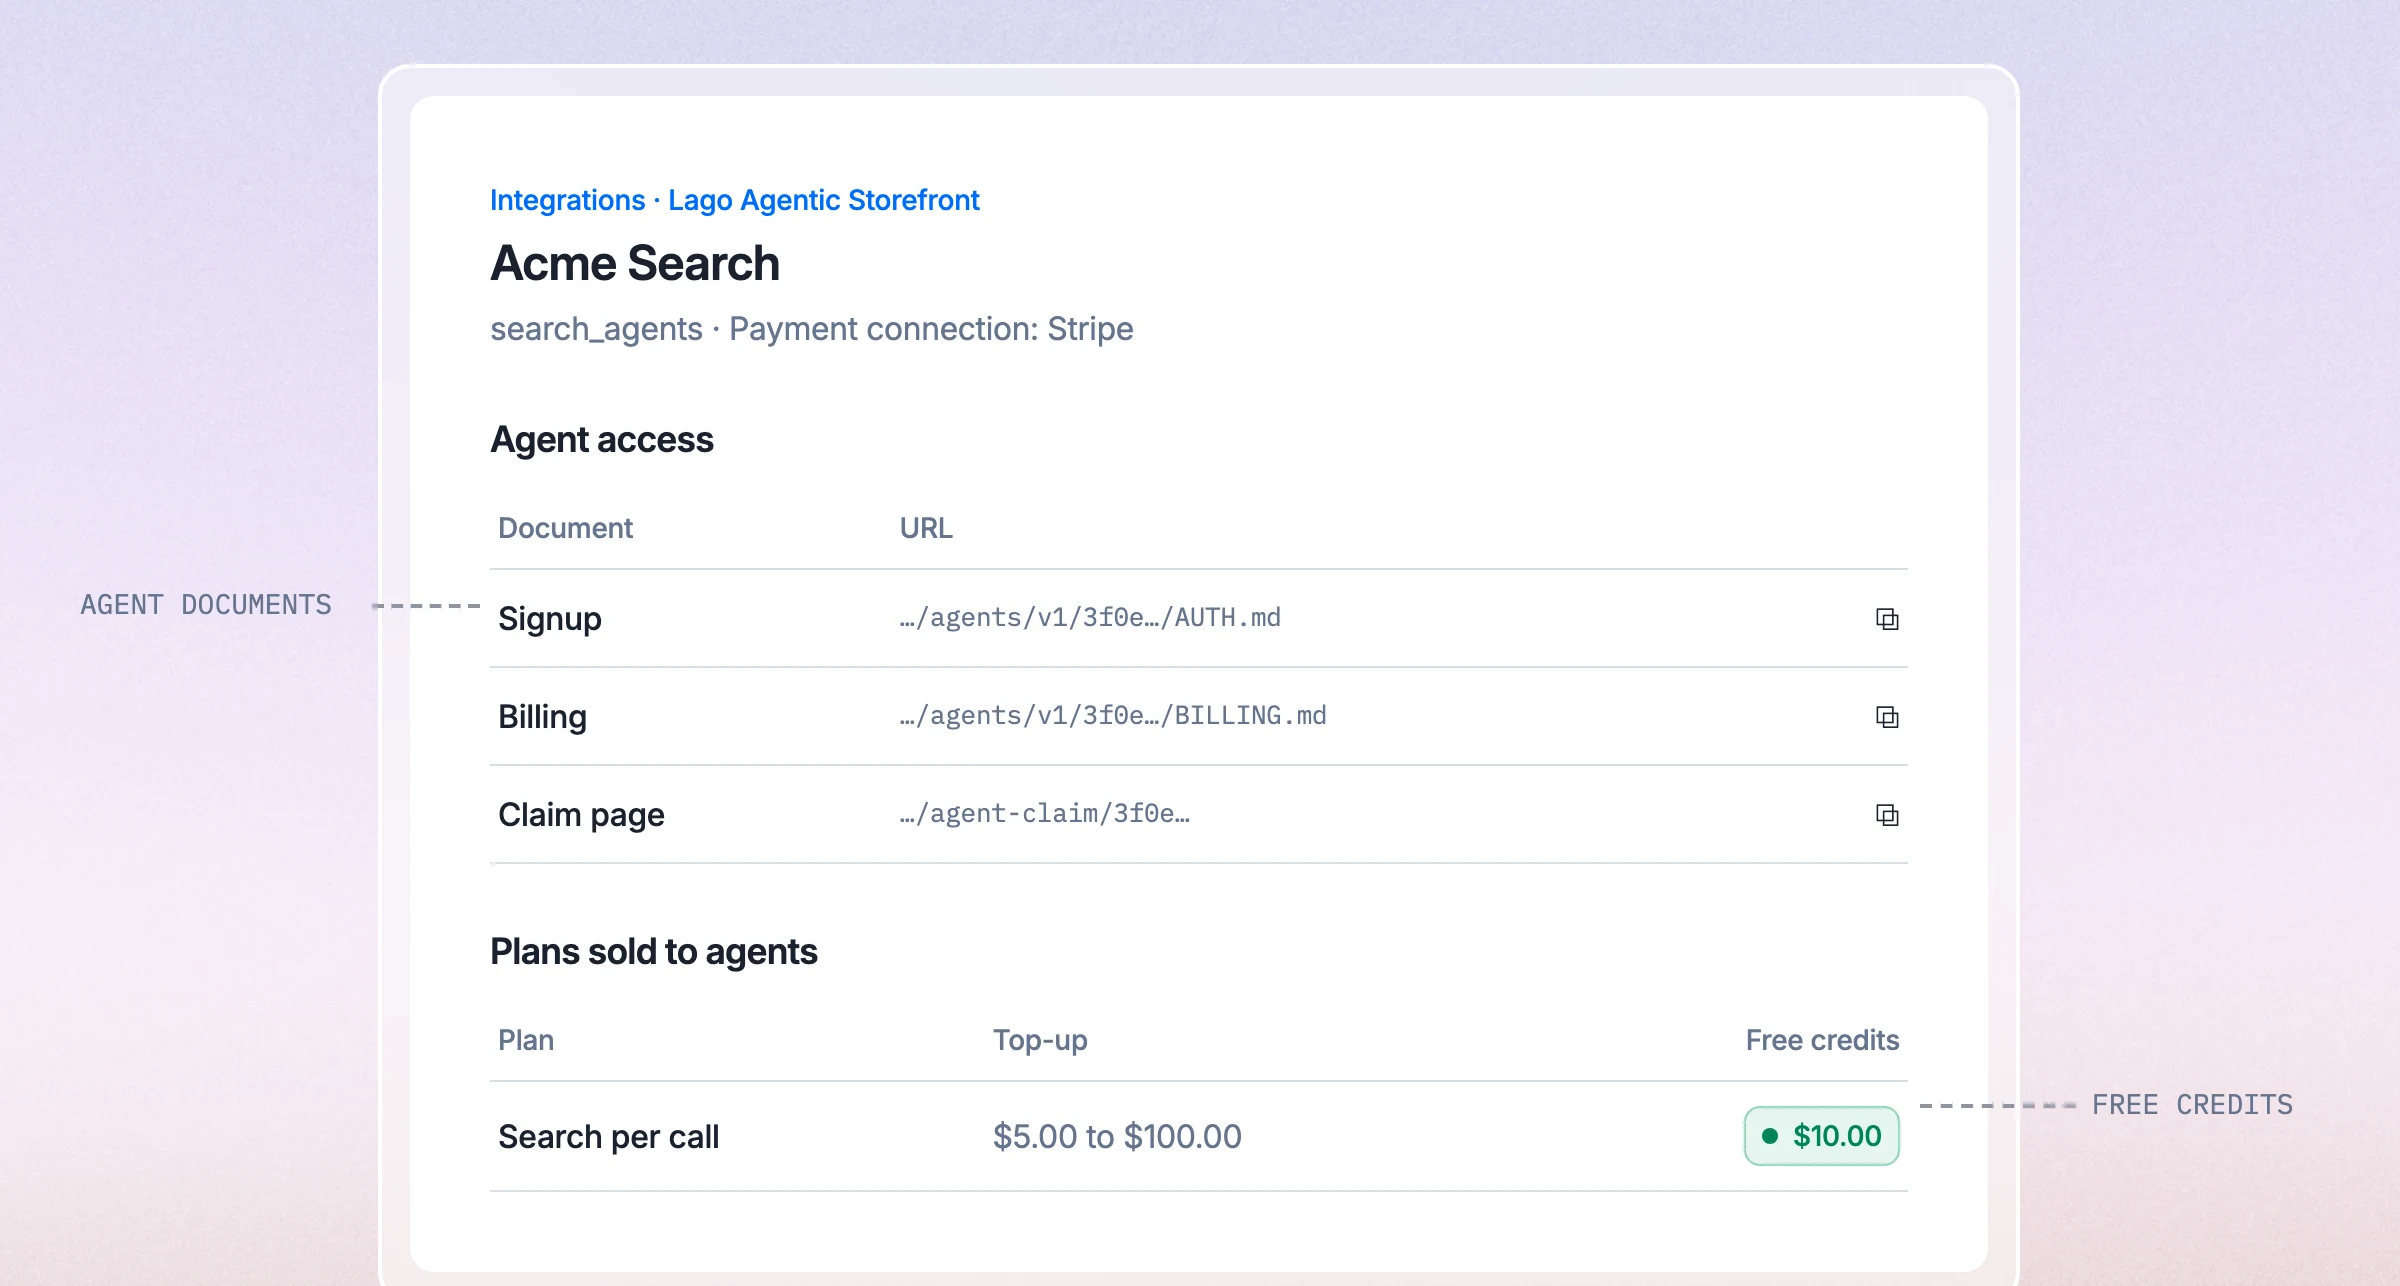 Integrations · Lago Agentic Storefront
Acme Search
search_agents · Payment connection: Stripe
Agent access
Document URL
AGENT DOCUMENTS
Signup …/agents/v1/3f0e…/AUTH.md
Billing …/agents/v1/3f0e…/BILLING.md
Claim page …/agent-claim/3f0e…
Plans sold to agents
Plan Top-up Free credits
Search per call $5.00 to $100.00 $10.00
FREE CREDITS